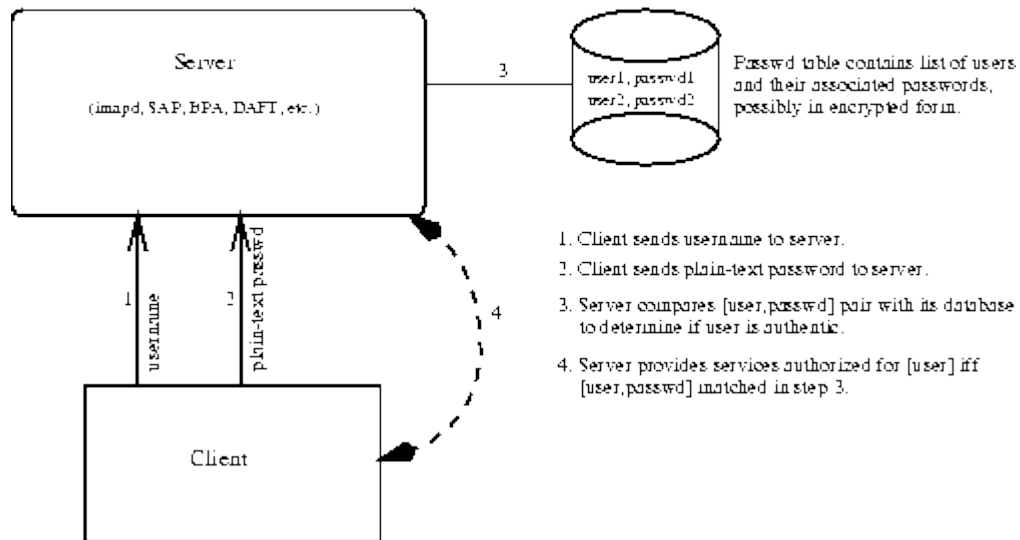 Server
(imapd, SAP, BPA, DAFT, etc.)
3
user1, passwd1
user2, passwd2
Passwd table contains list of users
and their associated passwords,
possibly in encrypted form.
1
username
2
plain-text passwd
4
1. Client sends username to server.
2. Client sends plain-text password to server.
3. Server compares [user,passwd] pair with its database
to determine if user is authentic.
4. Server provides services authorized for [user] iff
[user,passwd] matched in step 3.
Client